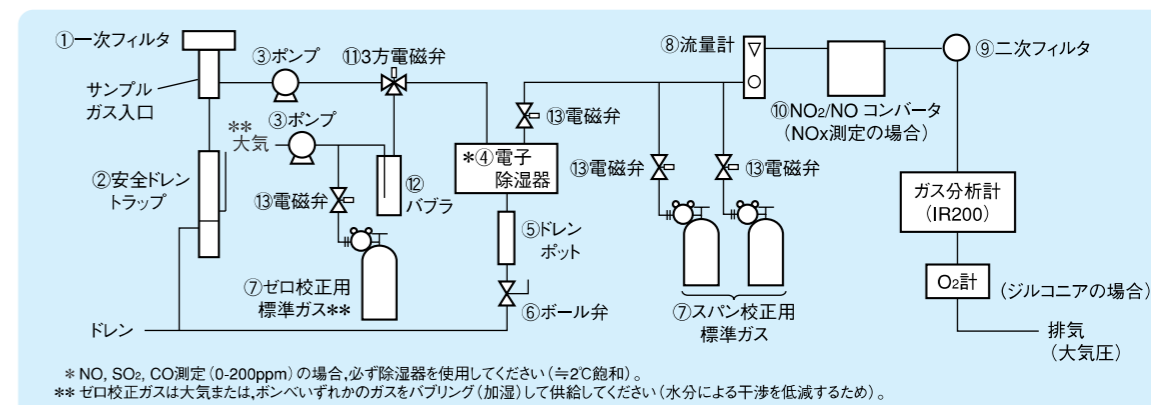 ①一次フィルタ
サンプル
ガス入口
③ポンプ
⑪3方電磁弁
**
大気
③ポンプ
②安全ドレン
トラップ
⑬電磁弁
⑫
バブラ
⑦ゼロ校正用
標準ガス**
ドレン
*④電子
除湿器
⑬電磁弁
⑤ドレン
ポット
⑥ボール弁
⑬電磁弁
⑬電磁弁
⑦スパン校正用
標準ガス
⑧流量計
⑩NO₂/NO コンバータ
(NOx測定の場合)
⑨二次フィルタ
ガス分析計
(IR200)
O₂計
(ジルコニアの場合)
排気
(大気圧)
* NO, SO₂, CO測定(0-200ppm)の場合,必ず除湿器を使用してください(≒2℃飽和)。
** ゼロ校正ガスは大気または,ボンベいずれかのガスをバブリング(加湿)して供給してください(水分による干渉を低減するため)。